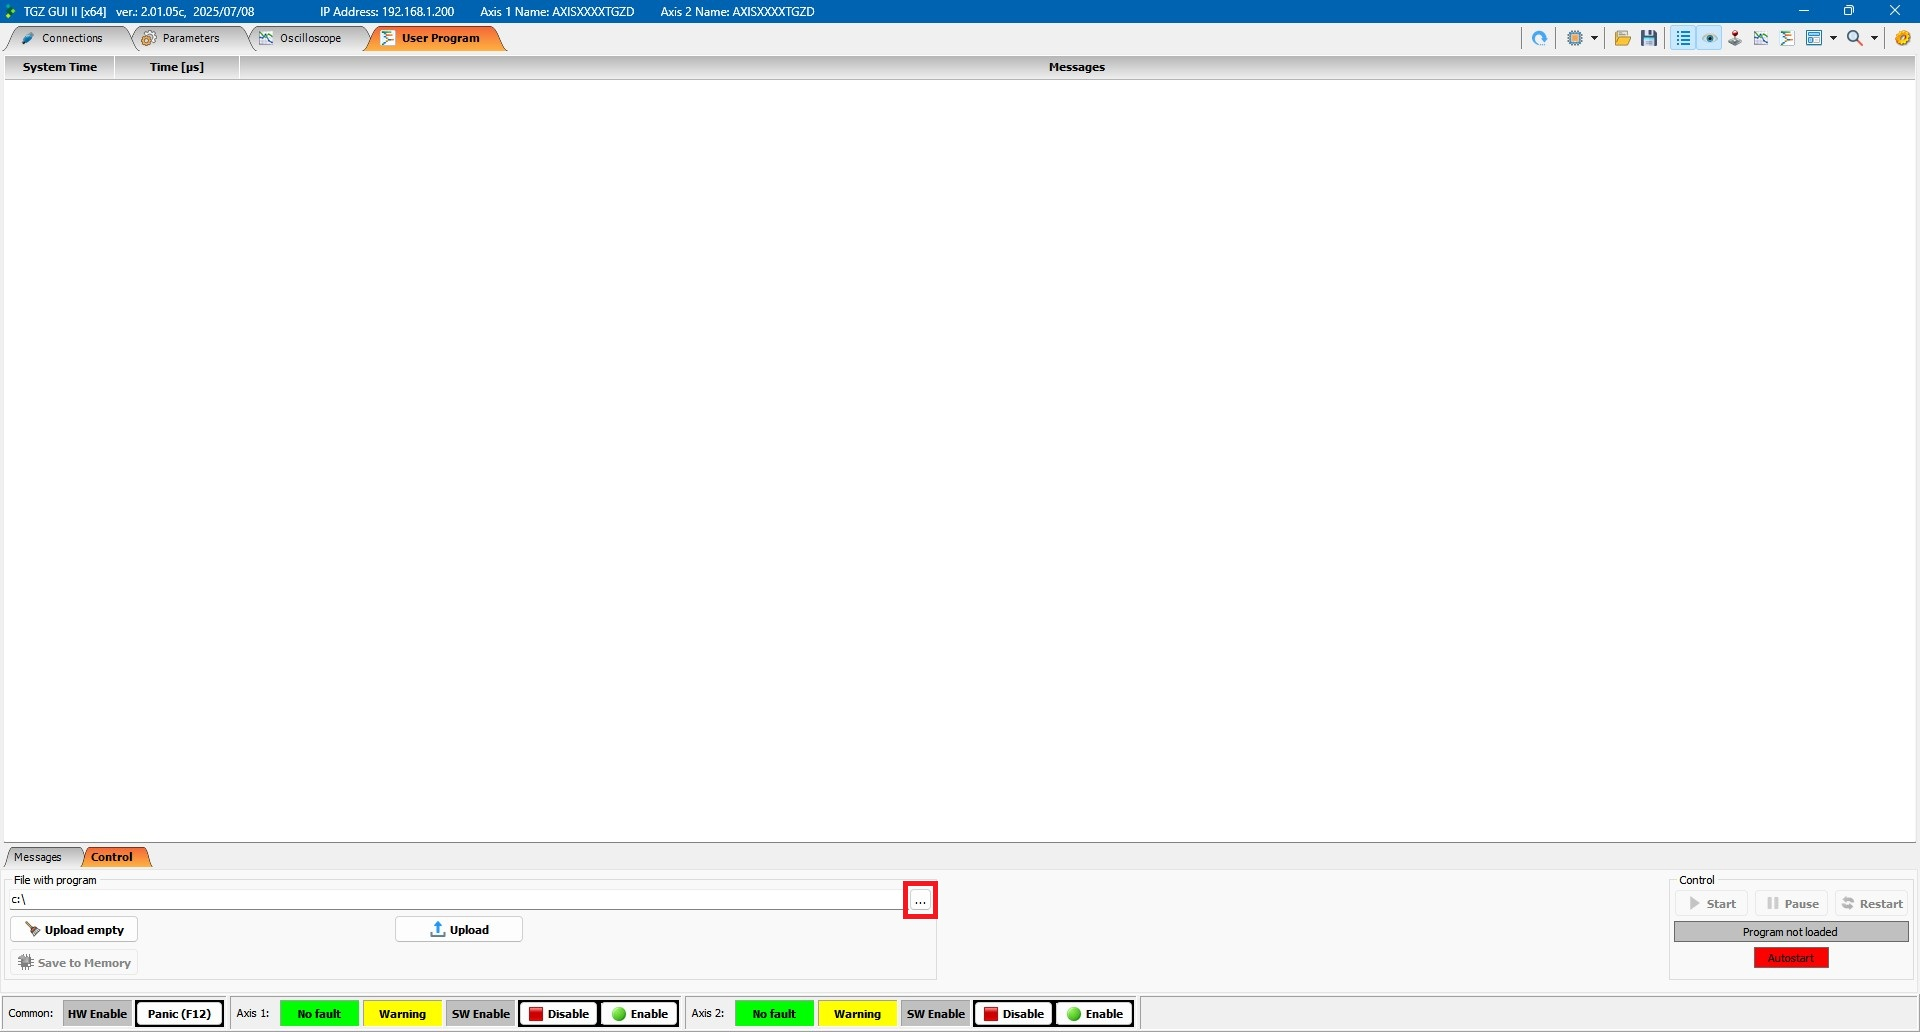 TGZ GUI II [x64] ver.: 2.01.05c, 2025/07/08 IP Address: 192.168.1.200 Axis 1 Name: AXISXXXXTGZD Axis 2 Name: AXISXXXXTGZD
Connections Parameters Oscilloscope User Program
System Time Time [µs] Messages
Messages Control
File with program
c:\
...
Upload empty Upload
Save to Memory
Control
Start Pause Restart
Program not loaded
Autostart
Common: HW Enable Panic (F12) Axis 1: No fault Warning SW Enable Disable Enable Axis 2: No fault Warning SW Enable Disable Enable